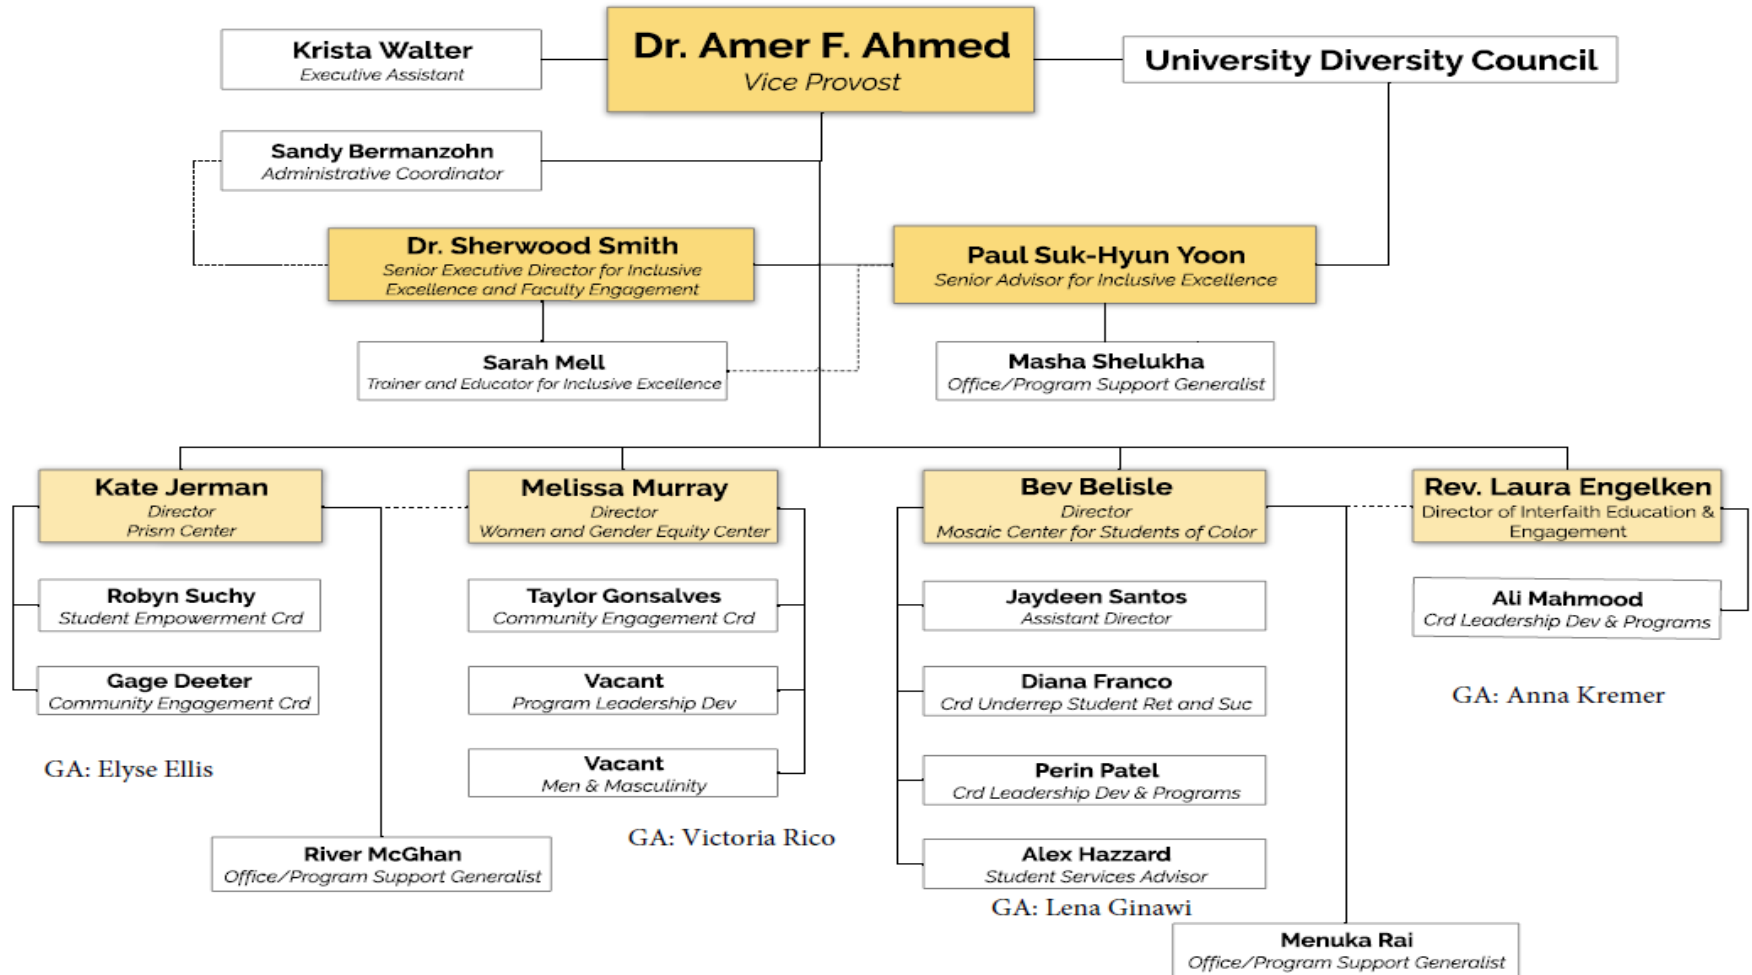 Krista Walter
Executive Assistant
Dr. Amer F. Ahmed
Vice Provost
University Diversity Council
Sandy Bermanzohn
Administrative Coordinator
Dr. Sherwood Smith
Senior Executive Director for Inclusive
Excellence and Faculty Engagement
Paul Suk-Hyun Yoon
Senior Advisor for Inclusive Excellence
Sarah Mell
Trainer and Educator for Inclusive Excellence
Masha Shelukha
Office/Program Support Generalist
Kate Jerman
Director
Prism Center
Robyn Suchy
Student Empowerment Crd
Gage Deeter
Community Engagement Crd
GA: Elyse Ellis
River McGhan
Office/Program Support Generalist
Melissa Murray
Director
Women and Gender Equity Center
Taylor Gonsalves
Community Engagement Crd
Vacant
Program Leadership Dev
Vacant
Men & Masculinity
GA: Victoria Rico
Bev Belisle
Director
Mosaic Center for Students of Color
Jaydeen Santos
Assistant Director
Diana Franco
Crd Underrep Student Ret and Suc
Perin Patel
Crd Leadership Dev & Programs
Alex Hazzard
Student Services Advisor
GA: Lena Ginawi
Menuka Rai
Office/Program Support Generalist
Rev. Laura Engelken
Director of Interfaith Education &
Engagement
Ali Mahmood
Crd Leadership Dev & Programs
GA: Anna Kremer